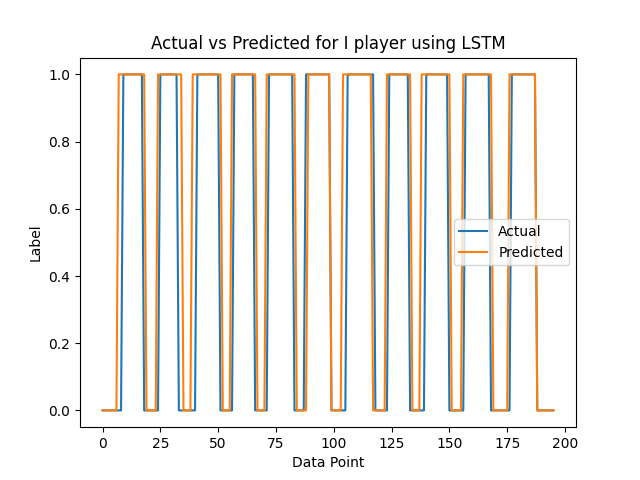 Actual vs Predicted for I player using LSTM
1.0
0.8
0.6
0.4
0.2
0.0
Label
Actual
Predicted
0 25 50 75 100 125 150 175 200
Data Point